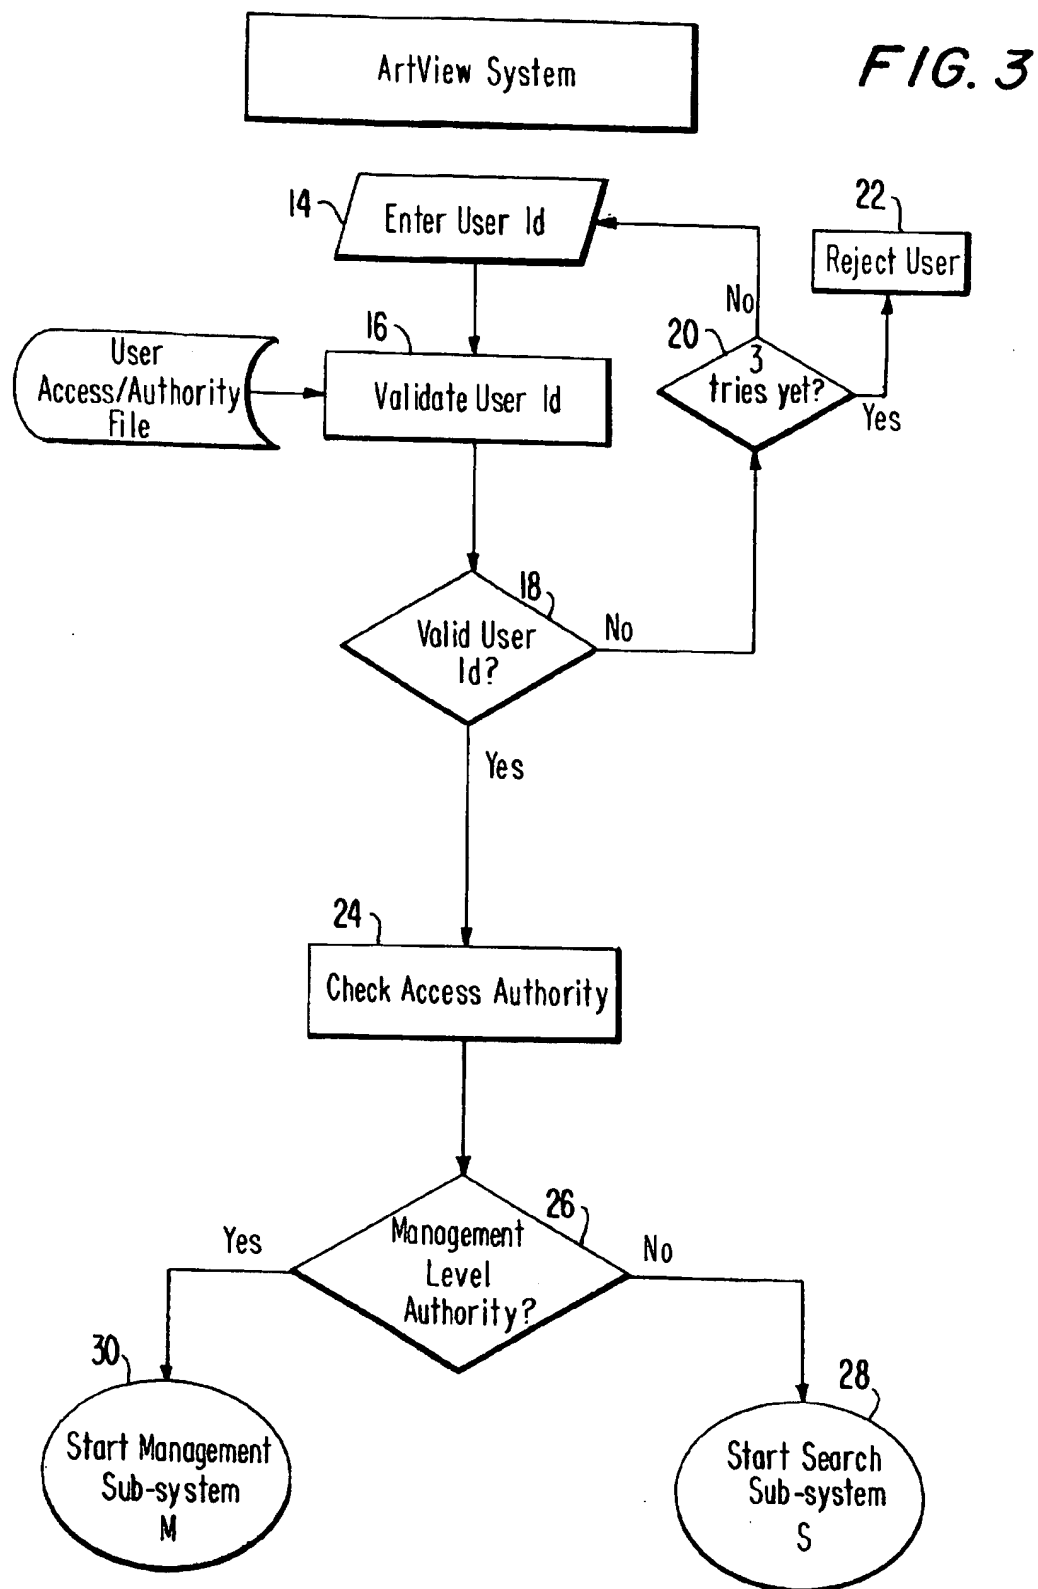 ArtView System
FIG. 3
14
Enter User Id
22
Reject User
No
20
3
tries yet?
Yes
16
User
Access/Authority
File
Validate User Id
18
Valid User
Id?
No
Yes
24
Check Access Authority
26
Management
Level
Authority?
Yes
No
30
Start Management
Sub-system
M
28
Start Search
Sub-system
S